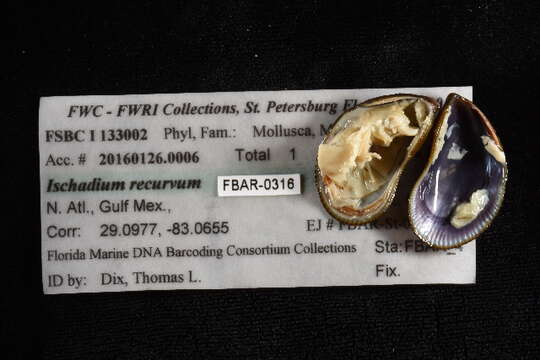 FWC - FWRI Collections, St. Petersburg
FSBC I 133002 Phyl, Fam.: Mollusca,
Acc. # 20160126.0006 Total 1
Ischadium recurvum FBAR-0316
N. Atl., Gulf Mex.,
Corr: 29.0977, -83.0655 EJ #
Florida Marine DNA Barcoding Consortium Collections Sta:
ID by: Dix, Thomas L. Fix.